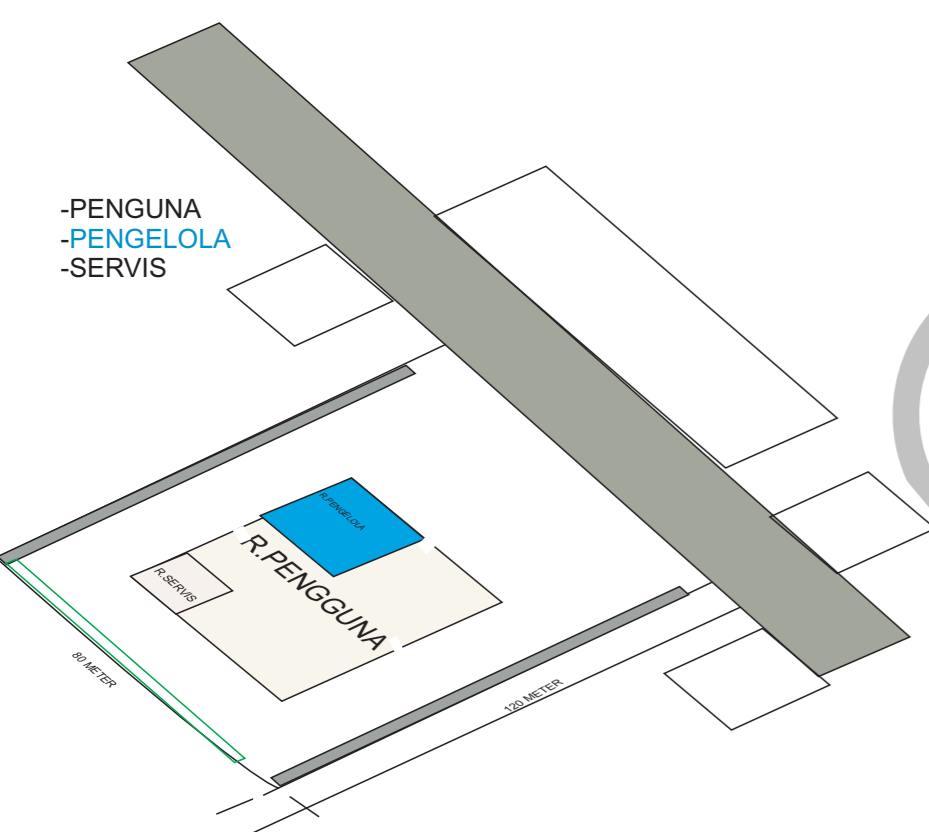 -PENGUNA
-PENGELOLA
-SERVIS
R.PENGELOLA
R.PENGGUNA
R.SERVIS
80 METER
120 METER